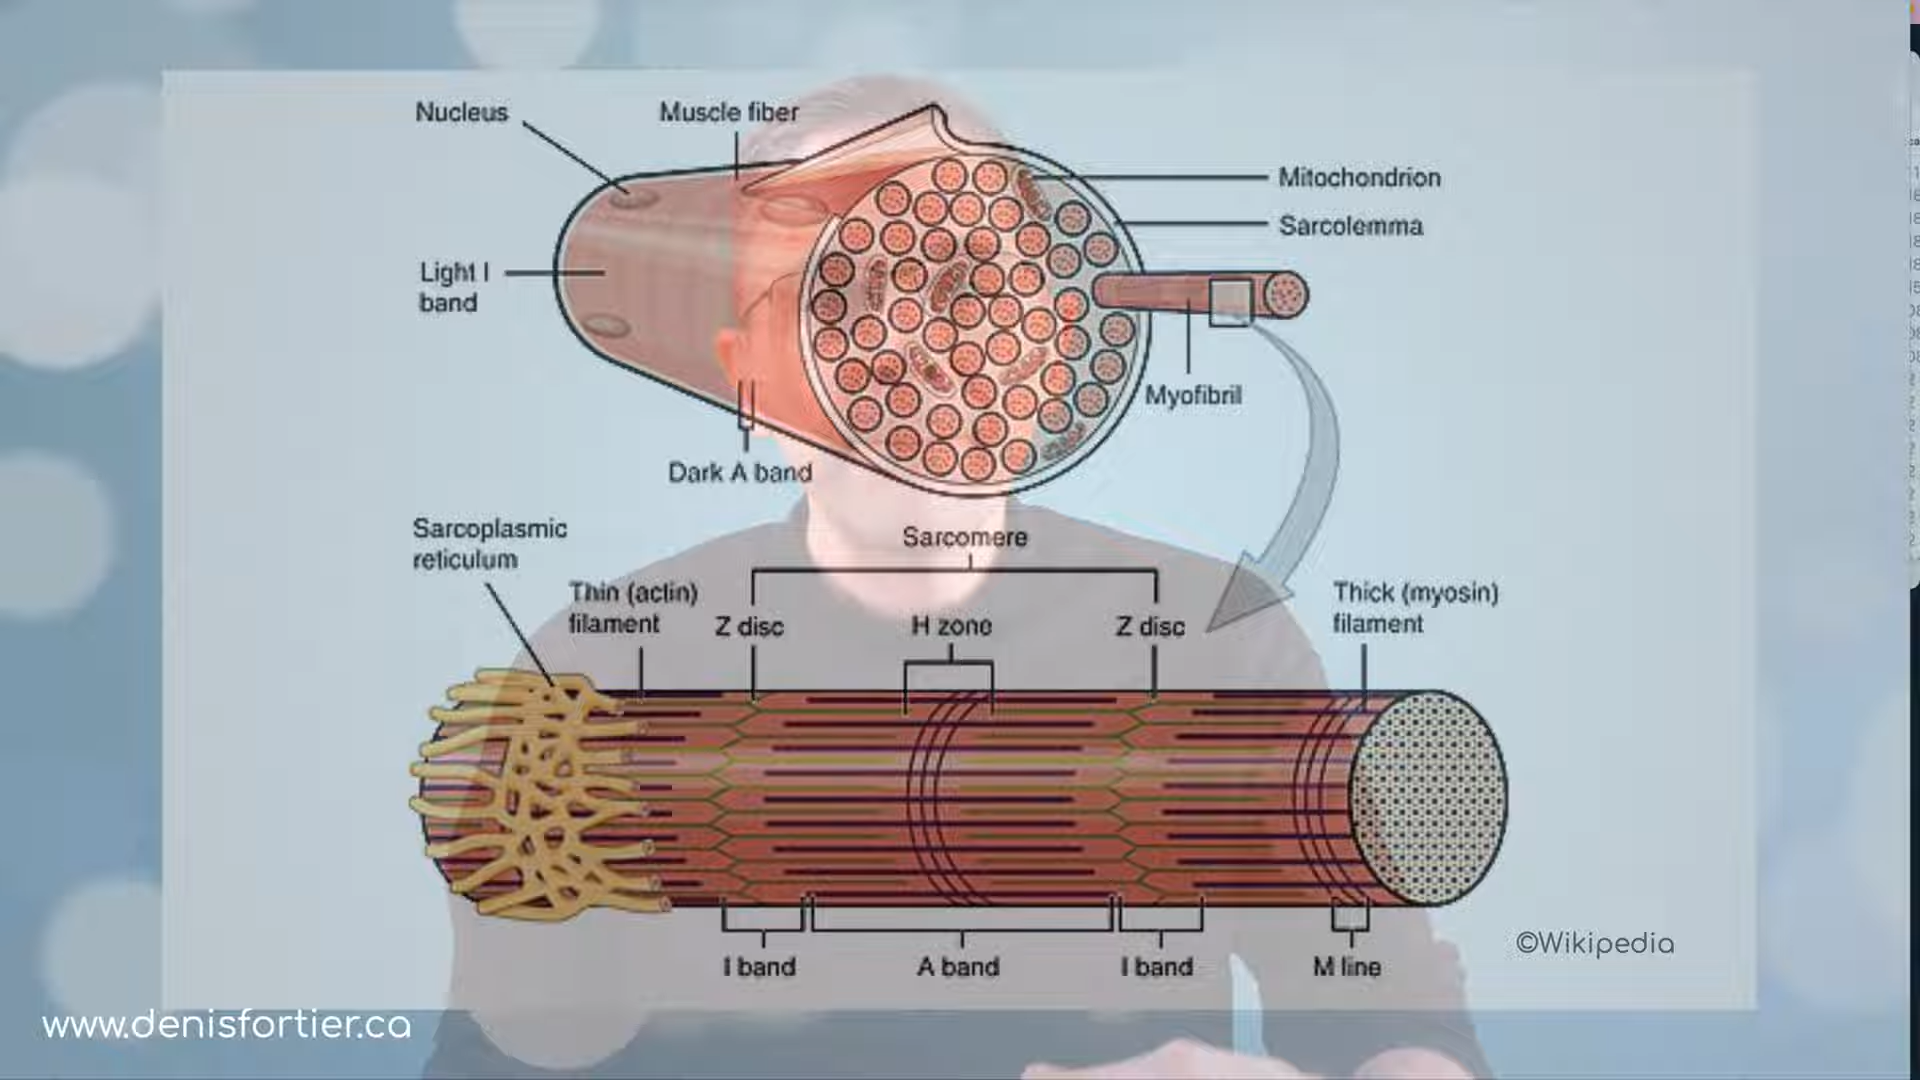 Nucleus
Muscle fiber
Mitochondrion
Sarcolemma
Light I
band
Myofibril
Dark A band
Sarcoplasmic
reticulum
Sarcomere
Thin (actin)
filament
Z disc
H zone
Z disc
Thick (myosin)
filament
I band
A band
I band
M line
©Wikipedia
www.denisfortier.ca